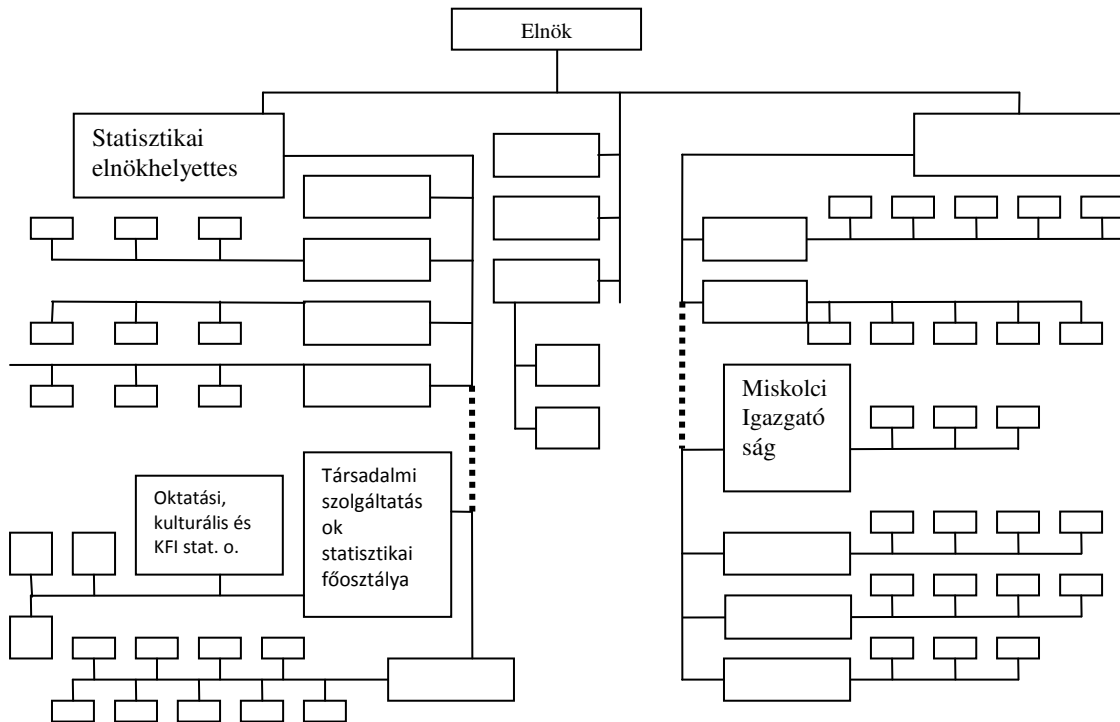 Elnök
Statisztikai
elnökhelyettes
Miskolci
Igazgató
ság
Társadalmi
szolgáltatás
ok
statisztikai
főosztálya
Oktatási,
kulturális és
KFI stat. o.